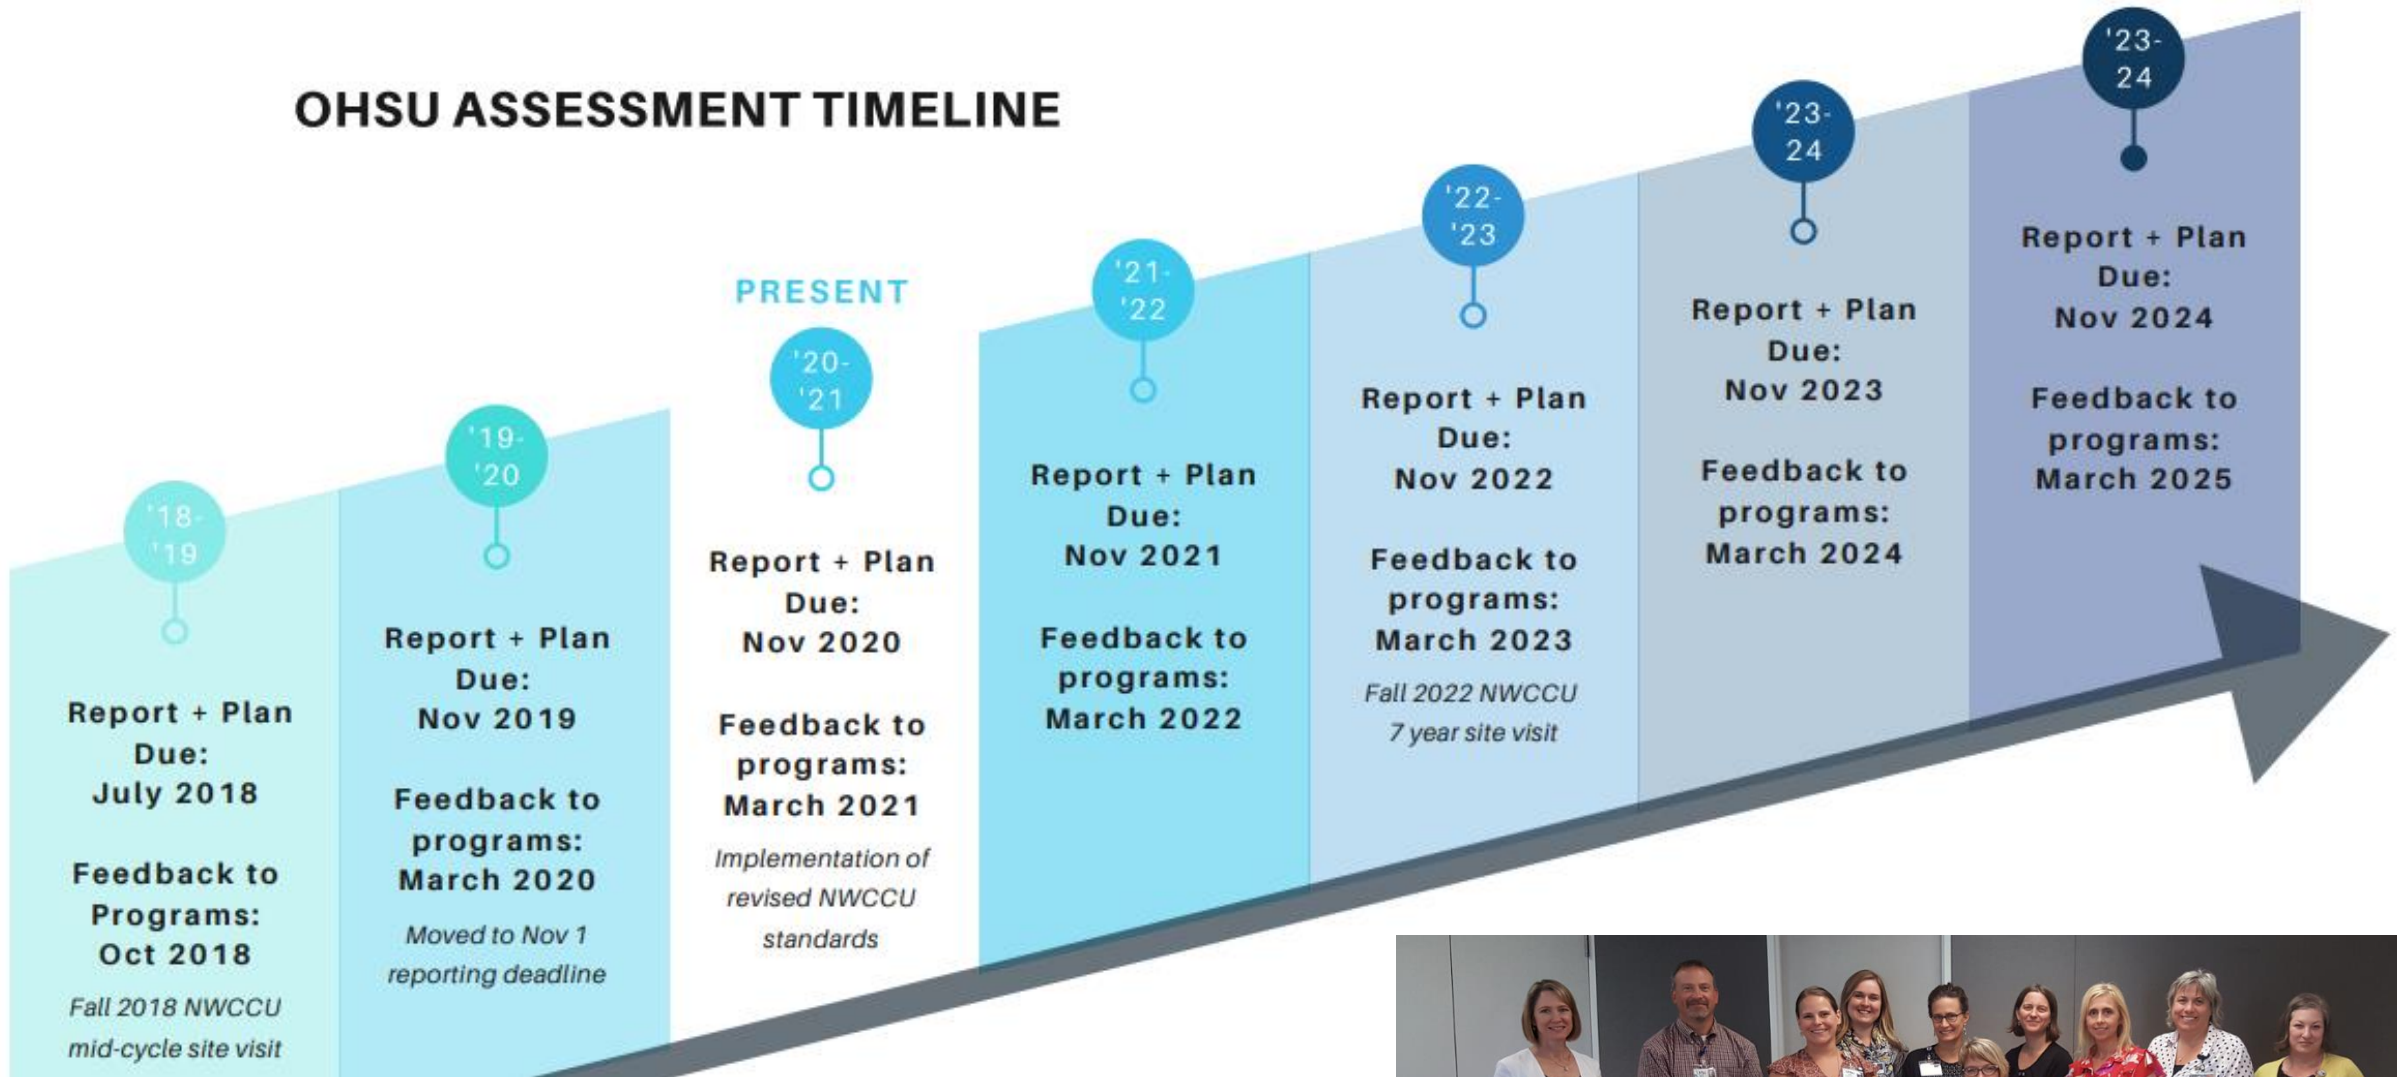 OHSU ASSESSMENT TIMELINE
'18-
'19
Report + Plan
Due:
July 2018
Feedback to
Programs:
Oct 2018
Fall 2018 NWCCU
mid-cycle site visit
'19-
'20
Report + Plan
Due:
Nov 2019
Feedback to
programs:
March 2020
Moved to Nov 1
reporting deadline
PRESENT
'20-
'21
Report + Plan
Due:
Nov 2020
Feedback to
programs:
March 2021
Implementation of
revised NWCCU
standards
'21-
'22
Report + Plan
Due:
Nov 2021
Feedback to
programs:
March 2022
'22-
'23
Report + Plan
Due:
Nov 2022
Feedback to
programs:
March 2023
Fall 2022 NWCCU
7 year site visit
'23-
24
Report + Plan
Due:
Nov 2023
Feedback to
programs:
March 2024
'23-
24
Report + Plan
Due:
Nov 2024
Feedback to
programs:
March 2025